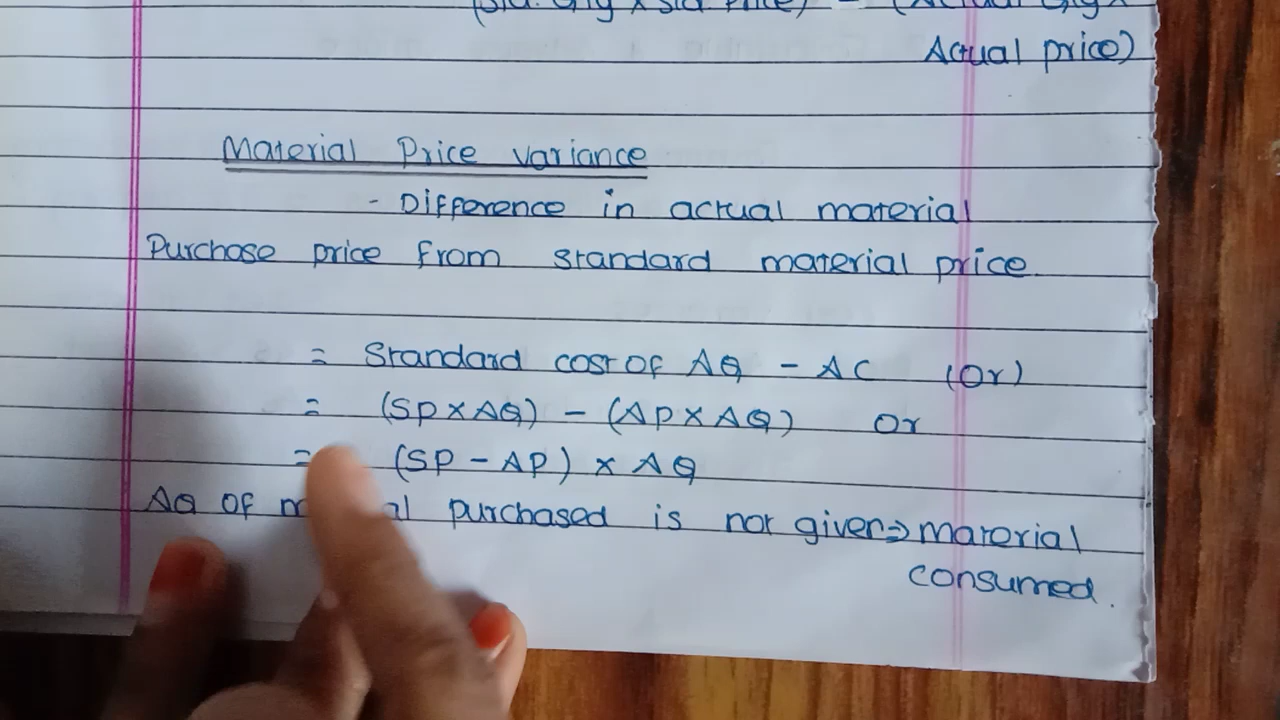 Actual price)
Material Price variance
- Difference in actual material
Purchase price from standard material price
= Standard cost of AQ - AC (Or)
= (SP X AQ) - (AP X AQ) Or
= (SP - AP) x AQ
AQ OF purchased is not given => material
consumed.